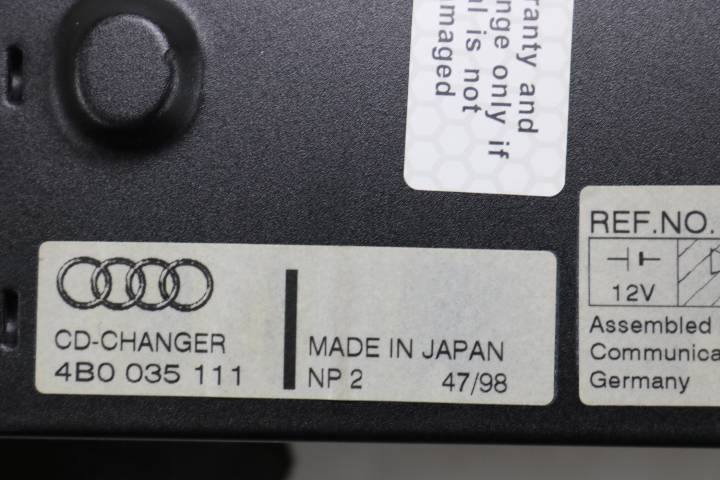 ranty and
nge only if
l is not
maged
CD-CHANGER
4B0 035 111
MADE IN JAPAN
NP 2 47/98
REF.NO.
12V
Assembled
Communica
Germany